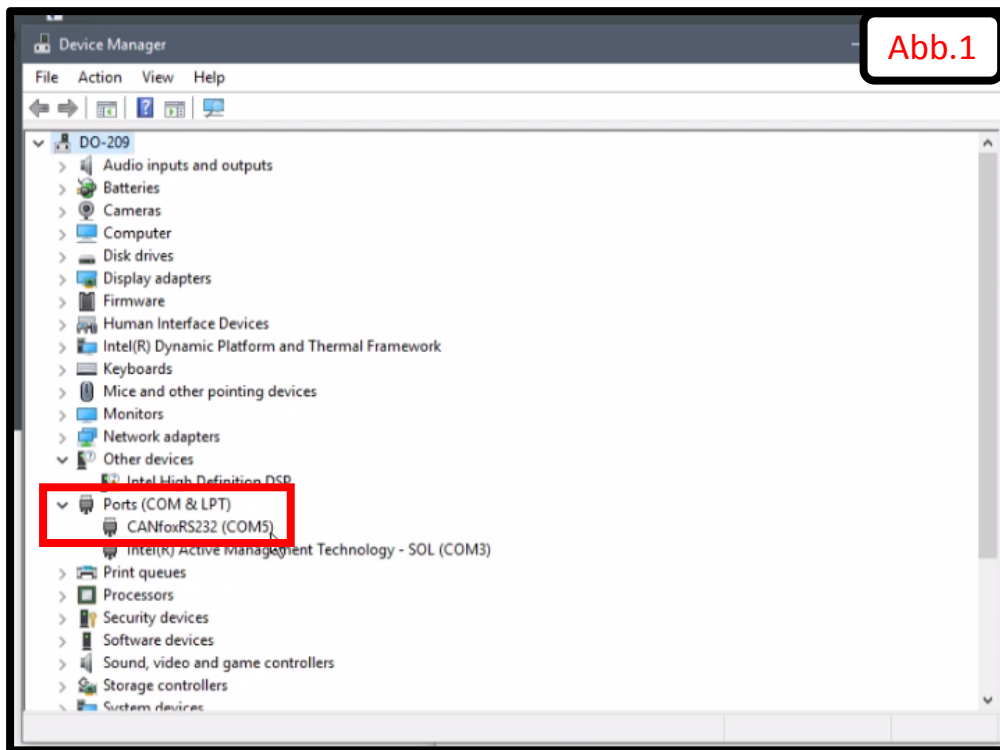 Device Manager
Abb.1
File Action View Help
DO-209
Audio inputs and outputs
Batteries
Cameras
Computer
Disk drives
Display adapters
Firmware
Human Interface Devices
Intel(R) Dynamic Platform and Thermal Framework
Keyboards
Mice and other pointing devices
Monitors
Network adapters
Other devices
Intel High Definition DSP
Ports (COM & LPT)
CANfoxRS232 (COM5)
Intel(R) Active Management Technology - SOL (COM3)
Print queues
Processors
Security devices
Software devices
Sound, video and game controllers
Storage controllers
System devices